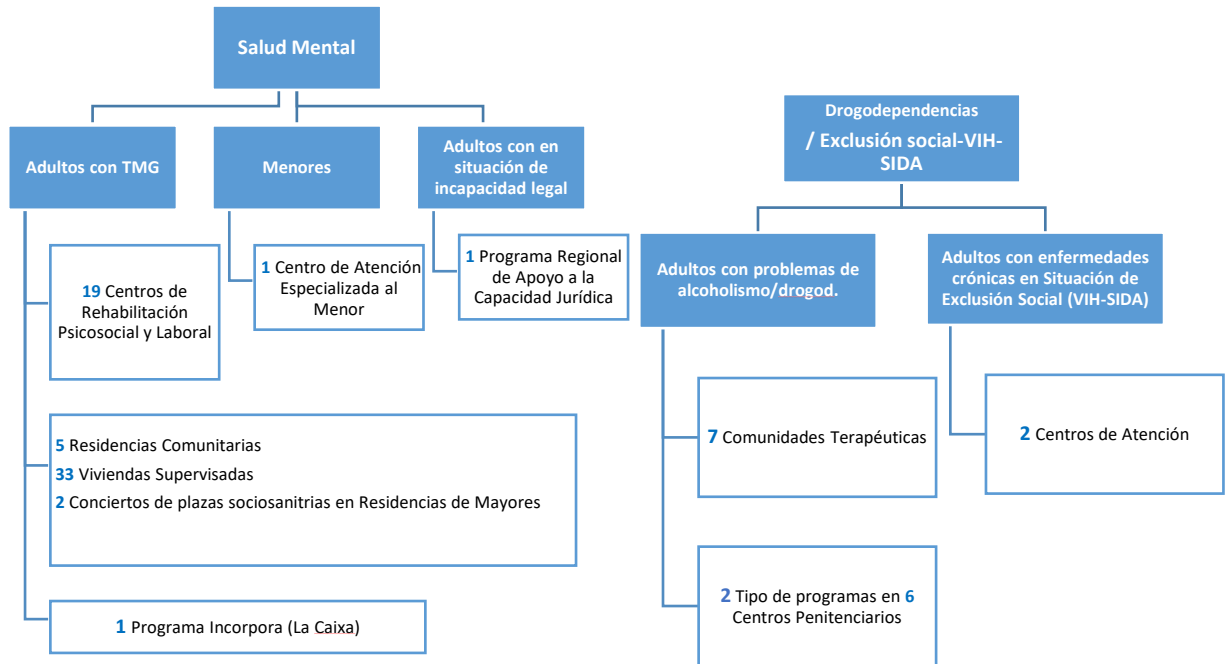 Salud Mental
Adultos con TMG
Menores
Adultos con en
situación de
incapacidad legal
19 Centros de
Rehabilitación
Psicosocial y Laboral
1 Centro de Atención
Especializada al
Menor
1 Programa Regional
de Apoyo a la
Capacidad Jurídica
5 Residencias Comunitarias
33 Viviendas Supervisadas
2 Conciertos de plazas sociosanitrias en Residencias de Mayores
1 Programa Incorpora (La Caixa)
Drogodependencias
/ Exclusión social-VIH-
SIDA
Adultos con problemas de
alcoholismo/drogod.
Adultos con enfermedades
crónicas en Situación de
Exclusión Social (VIH-SIDA)
7 Comunidades Terapéuticas
2 Centros de Atención
2 Tipo de programas en 6
Centros Penitenciarios